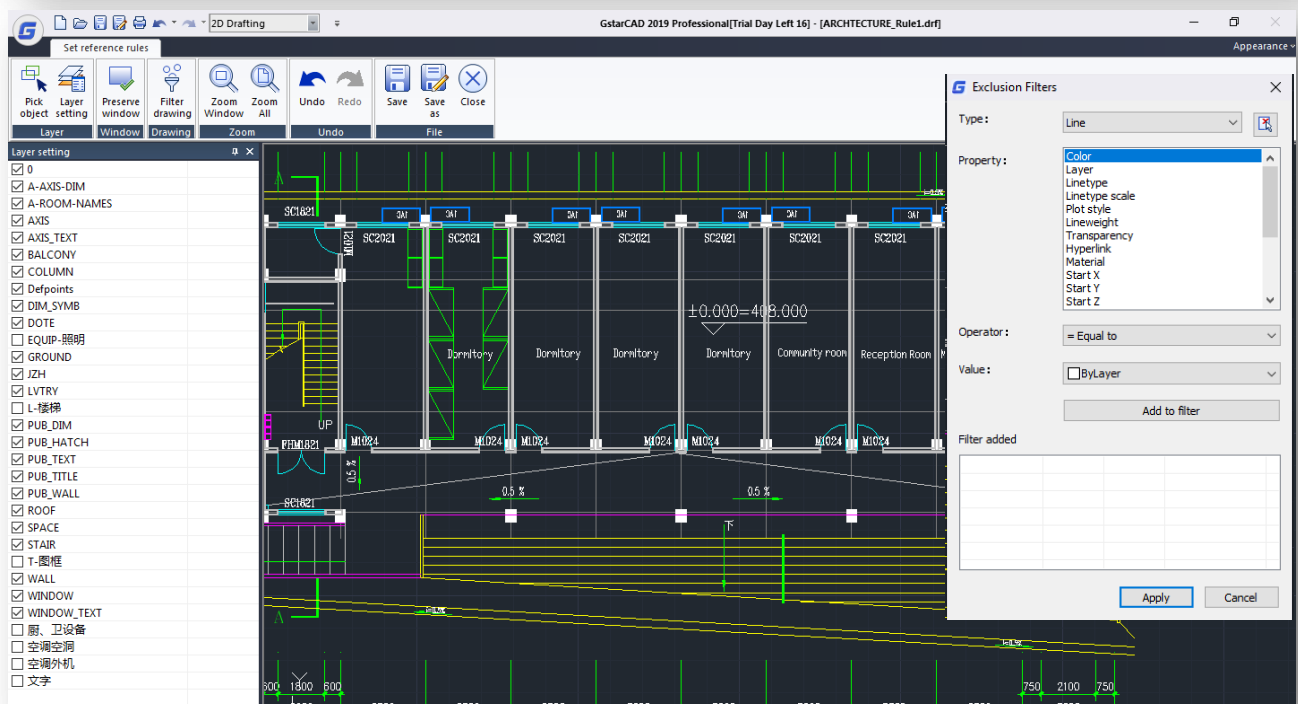 2D Drafting
GstarCAD 2019 Professional[Trial Day Left 16] - [ARCHITECTURE_Rule1.drf]
Set reference rules
Appearance
Pick object
Layer setting
Preserve window
Filter drawing
Zoom Window
Zoom All
Undo
Redo
Save
Save as
Close
Layer
Window
Drawing
Zoom
Undo
File
Layer setting
0
A-AXIS-DIM
A-ROOM-NAMES
AXIS
AXIS_TEXT
BALCONY
COLUMN
Defpoints
DIM_SYMB
DOTE
EQUIP-照明
GROUND
JZH
LVTRY
L-楼梯
PUB_DIM
PUB_HATCH
PUB_TEXT
PUB_TITLE
PUB_WALL
ROOF
SPACE
STAIR
T-图框
WALL
WINDOW
WINDOW_TEXT
厨、卫设备
空调空洞
空调外机
文字
A
SC1821
M1021
SC2021
SC2021
SC2021
SC2021
SC2021
SC2021
SC2021
±0.000=408.000
Dormitory
Dormitory
Dormitory
Dormitory
Community room
Reception Room
UP
FHM1821
M1024
M1024
M1024
M1024
M1024
M1024
M1024
0.5 %
0.5 %
0.5 %
SC1821
下
A
600
1800
600
750
2100
750
Exclusion Filters
Type:
Line
Property:
Color
Layer
Linetype
Linetype scale
Plot style
Lineweight
Transparency
Hyperlink
Material
Start X
Start Y
Start Z
Operator:
= Equal to
Value:
ByLayer
Add to filter
Filter added
Apply
Cancel